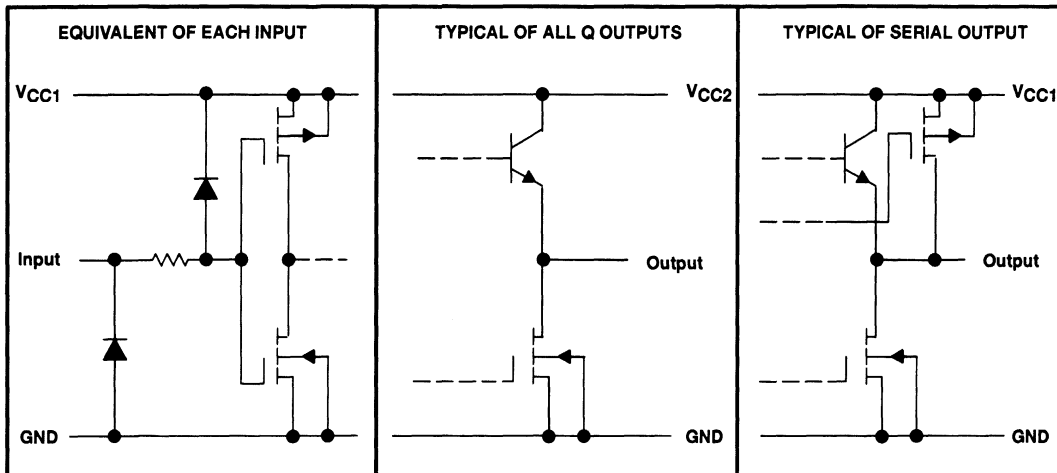 EQUIVALENT OF EACH INPUT
VCC1
Input
GND
TYPICAL OF ALL Q OUTPUTS
VCC2
Output
GND
TYPICAL OF SERIAL OUTPUT
VCC1
Output
GND